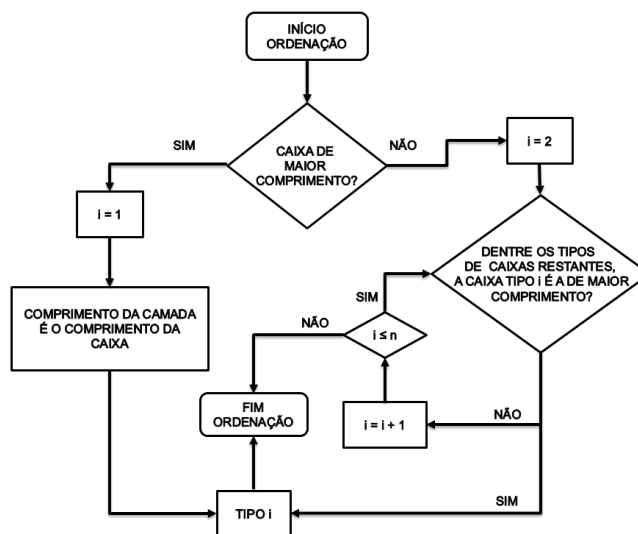 INÍCIO
ORDENAÇÃO
SIM
CAIXA DE
MAIOR
COMPRIMENTO?
NÃO
i = 2
i = 1
DENTRE OS TIPOS
DE CAIXAS RESTANTES,
A CAIXA TIPO i É A DE MAIOR
COMPRIMENTO?
COMPRIMENTO DA CAMADA
É O COMPRIMENTO DA
CAIXA
SIM
NÃO
i ≤ n
FIM
ORDENAÇÃO
i = i + 1
NÃO
TIPO i
SIM